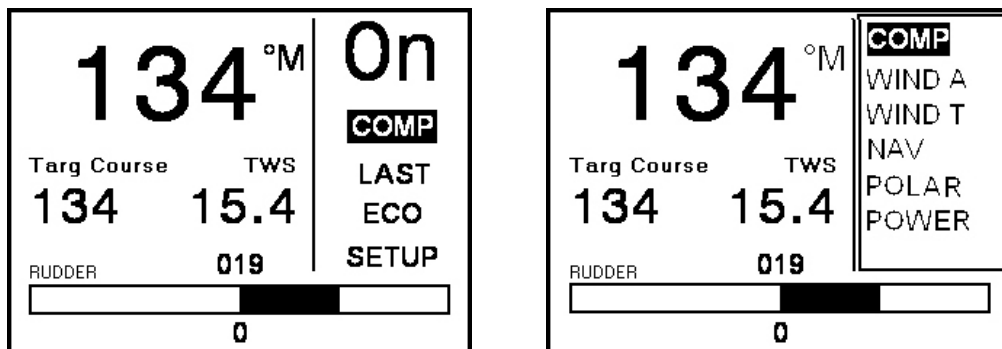 134 °M
On
COMP
LAST
ECO
SETUP
Targ Course TWS
134 15.4
RUDDER 019
0
134 °M
COMP
WIND A
WIND T
NAV
POLAR
POWER
Targ Course TWS
134 15.4
RUDDER 019
0